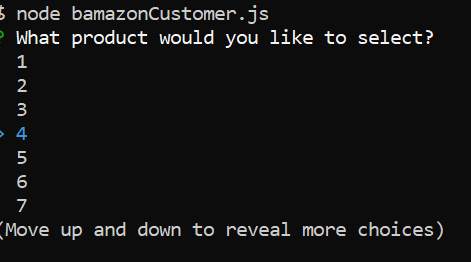 $ node bamazonCustomer.js
? What product would you like to select?
1
2
3
> 4
5
6
7
(Move up and down to reveal more choices)